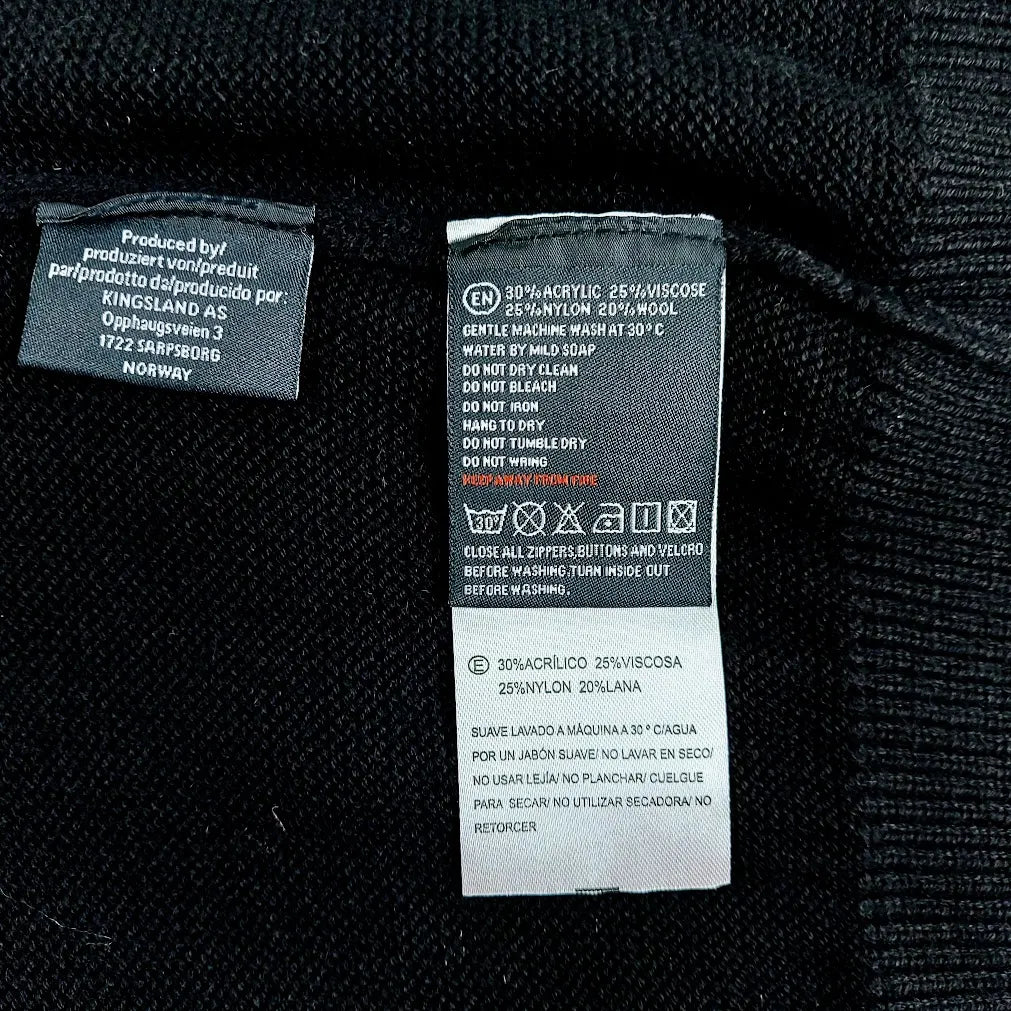 Produced by/
produziert von/preduit
par/prodotto da/producido por:
KINGSLAND AS
Opphaugsveien 3
1722 SARPSBORG
NORWAY
EN 30%ACRYLIC 25%VISCOSE
25%NYLON 20%WOOL
GENTLE MACHINE WASH AT 30°C
WATER BY MILD SOAP
DO NOT DRY CLEAN
DO NOT BLEACH
DO NOT IRON
HANG TO DRY
DO NOT TUMBLE DRY
DO NOT WRING
KEEP AWAY FROM FIRE
30°
CLOSE ALL ZIPPERS,BUTTONS AND VELCRO
BEFORE WASHING.TURN INSIDE OUT
BEFORE WASHING.
E 30%ACRÍLICO 25%VISCOSA
25%NYLON 20%LANA
SUAVE LAVADO A MÁQUINA A 30 º C/AGUA
POR UN JABÓN SUAVE/ NO LAVAR EN SECO/
NO USAR LEJÍA/ NO PLANCHAR/ CUELGUE
PARA SECAR/ NO UTILIZAR SECADORA/ NO
RETORCER